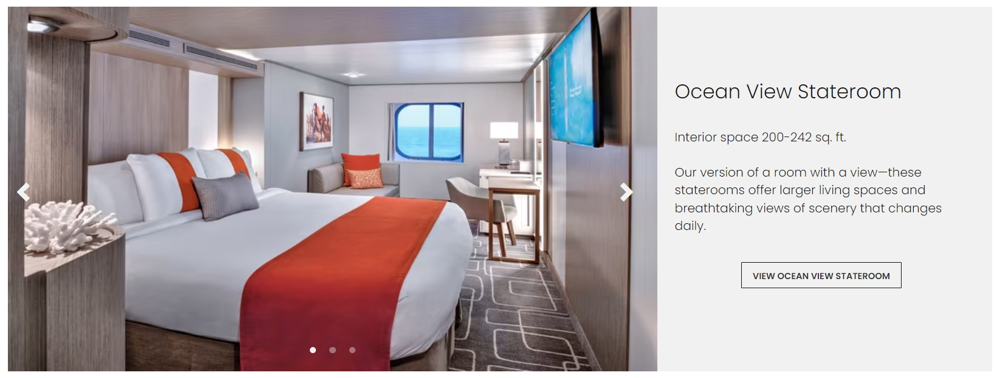 Ocean View Stateroom
Interior space 200-242 sq. ft.
Our version of a room with a view—these
staterooms offer larger living spaces and
breathtaking views of scenery that changes
daily.
VIEW OCEAN VIEW STATEROOM